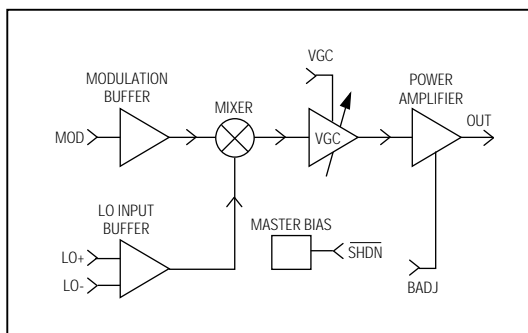 VGC
MODULATION
BUFFER
POWER
AMPLIFIER
MIXER
OUT
MOD
VGC
LO INPUT
BUFFER
MASTER BIAS
SHDN
LO+
LO-
BADJ